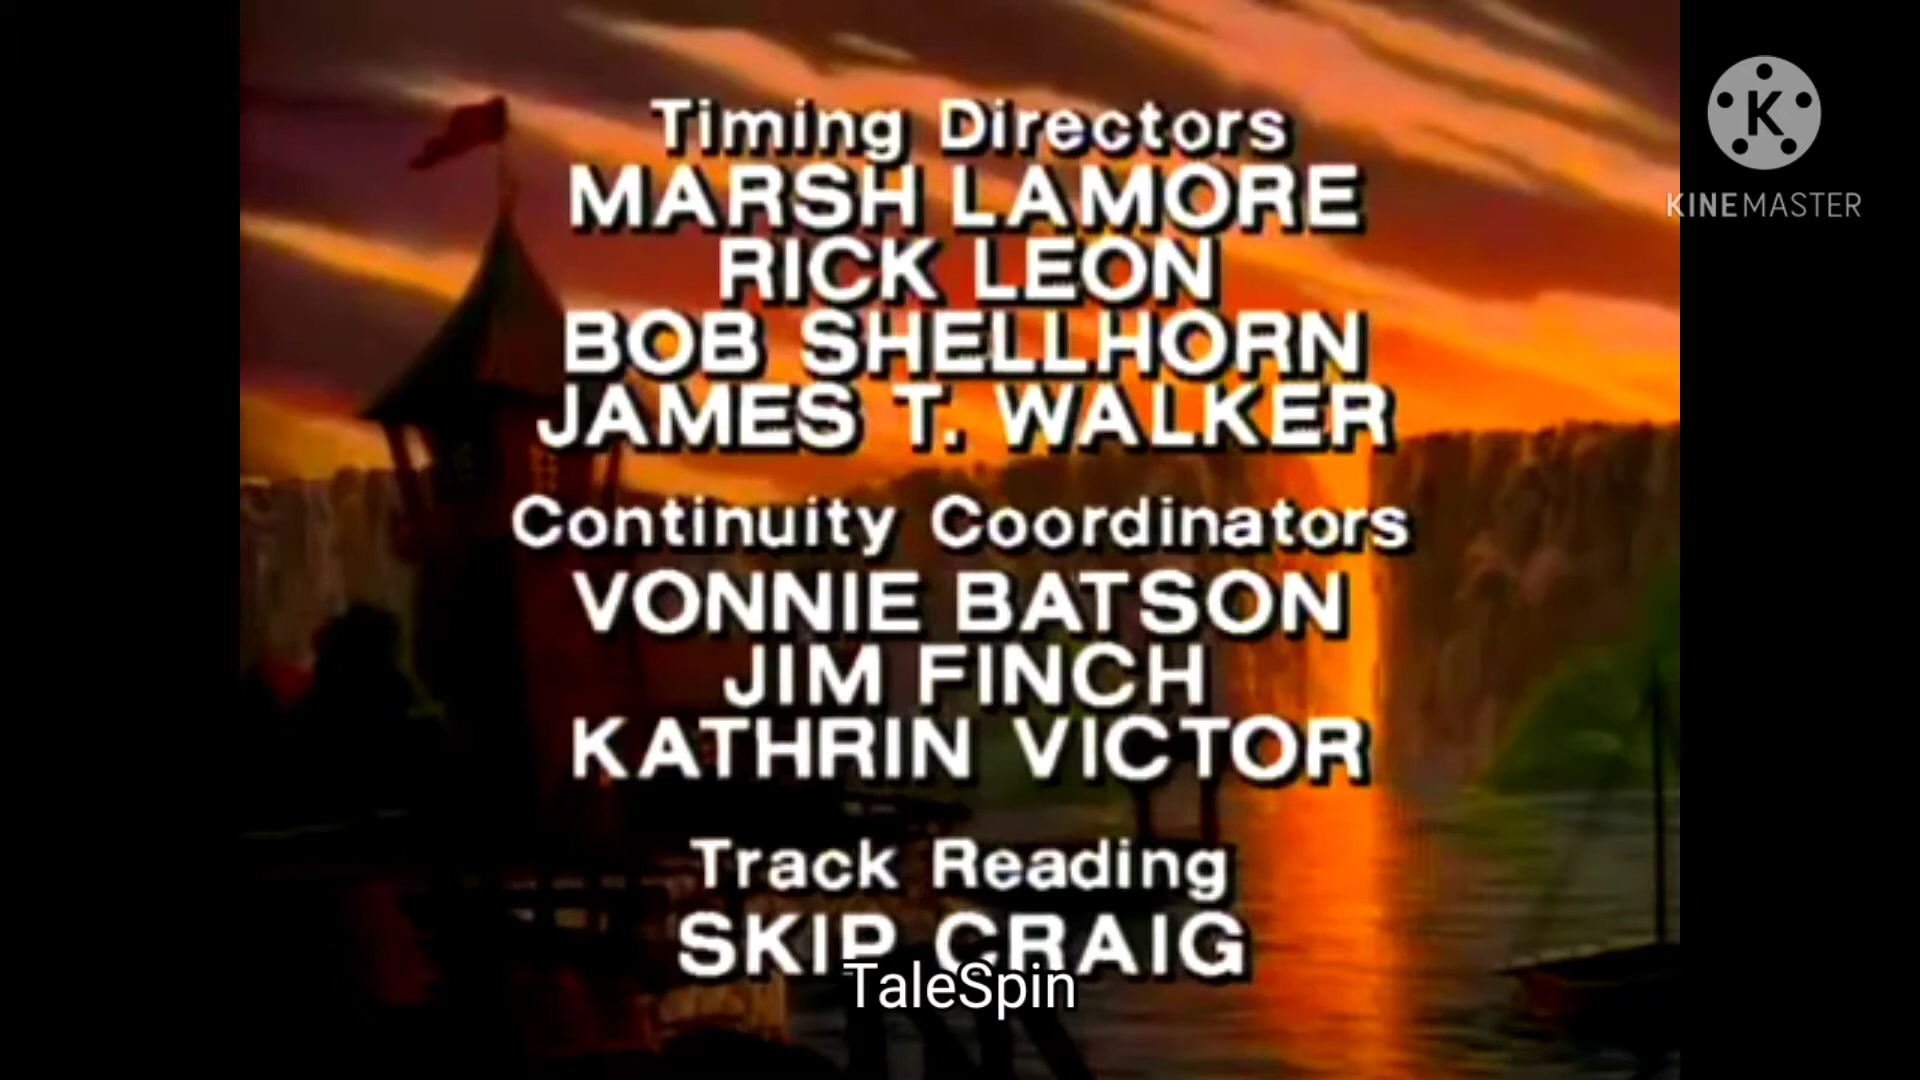 Timing Directors
MARSH LAMORE
RICK LEON
BOB SHELLHORN
JAMES T. WALKER
Continuity Coordinators
VONNIE BATSON
JIM FINCH
KATHRIN VICTOR
Track Reading
SKIP CRAIG
TaleSpin
K
KINEMASTER